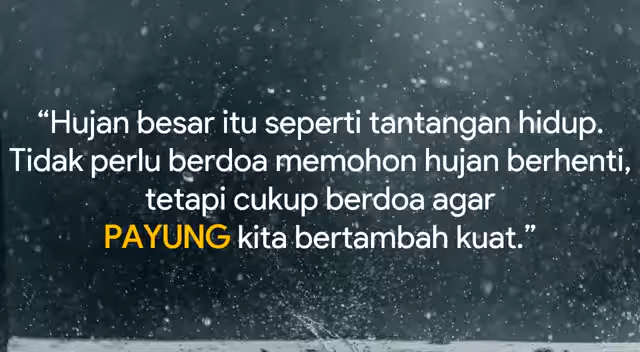 “Hujan besar itu seperti tantangan hidup.
Tidak perlu berdoa memohon hujan berhenti,
tetapi cukup berdoa agar
PAYUNG kita bertambah kuat.”